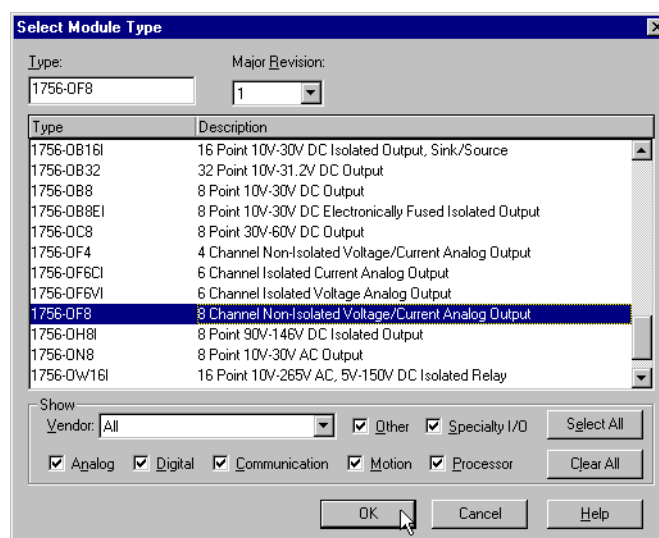 Select Module Type
Type: Major Revision:
1756-OF8 1
Type Description
1756-OB16I 16 Point 10V-30V DC Isolated Output, Sink/Source
1756-OB32 32 Point 10V-31.2V DC Output
1756-OB8 8 Point 10V-30V DC Output
1756-OB8EI 8 Point 10V-30V DC Electronically Fused Isolated Output
1756-OC8 8 Point 30V-60V DC Output
1756-OF4 4 Channel Non-Isolated Voltage/Current Analog Output
1756-OF6CI 6 Channel Isolated Current Analog Output
1756-OF6VI 6 Channel Isolated Voltage Analog Output
1756-OF8 8 Channel Non-Isolated Voltage/Current Analog Output
1756-OH8I 8 Point 90V-146V DC Isolated Output
1756-ON8 8 Point 10V-30V AC Output
1756-OW16I 16 Point 10V-265V AC, 5V-150V DC Isolated Relay
Show
Vendor: All Other Specialty I/O Select All
Analog Digital Communication Motion Processor Clear All
OK Cancel Help